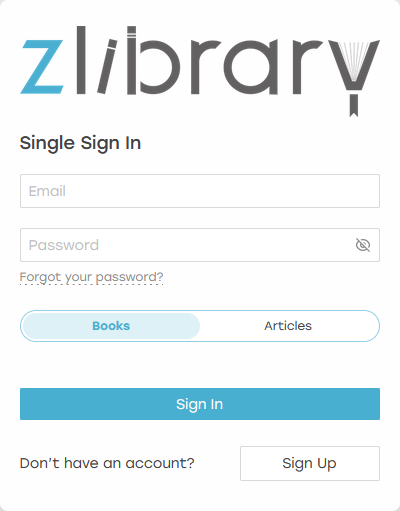 zlibrary
Single Sign In
Email
Password
Forgot your password?
Books Articles
Sign In
Don't have an account? Sign Up